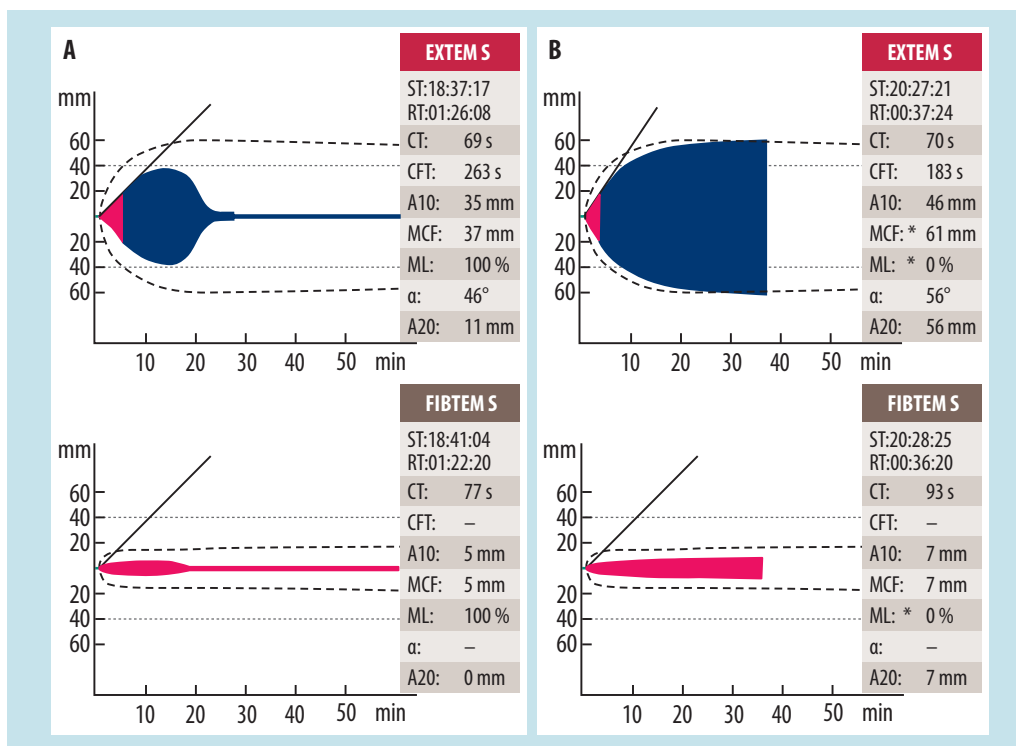 A
EXTEM S
ST:18:37:17
RT:01:26:08
CT: 69 s
CFT: 263 s
A10: 35 mm
MCF: 37 mm
ML: 100 %
α: 46°
A20: 11 mm
mm
60
40
20
20
40
60
10 20 30 40 50 min
B
EXTEM S
ST:20:27:21
RT:00:37:24
CT: 70 s
CFT: 183 s
A10: 46 mm
MCF: * 61 mm
ML: * 0 %
α: 56°
A20: 56 mm
mm
60
40
20
20
40
60
10 20 30 40 50 min
FIBTEM S
ST:18:41:04
RT:01:22:20
CT: 77 s
CFT: –
A10: 5 mm
MCF: 5 mm
ML: 100 %
α: –
A20: 0 mm
mm
60
40
20
20
40
60
10 20 30 40 50 min
FIBTEM S
ST:20:28:25
RT:00:36:20
CT: 93 s
CFT: –
A10: 7 mm
MCF: 7 mm
ML: * 0 %
α: –
A20: 7 mm
mm
60
40
20
20
40
60
10 20 30 40 50 min